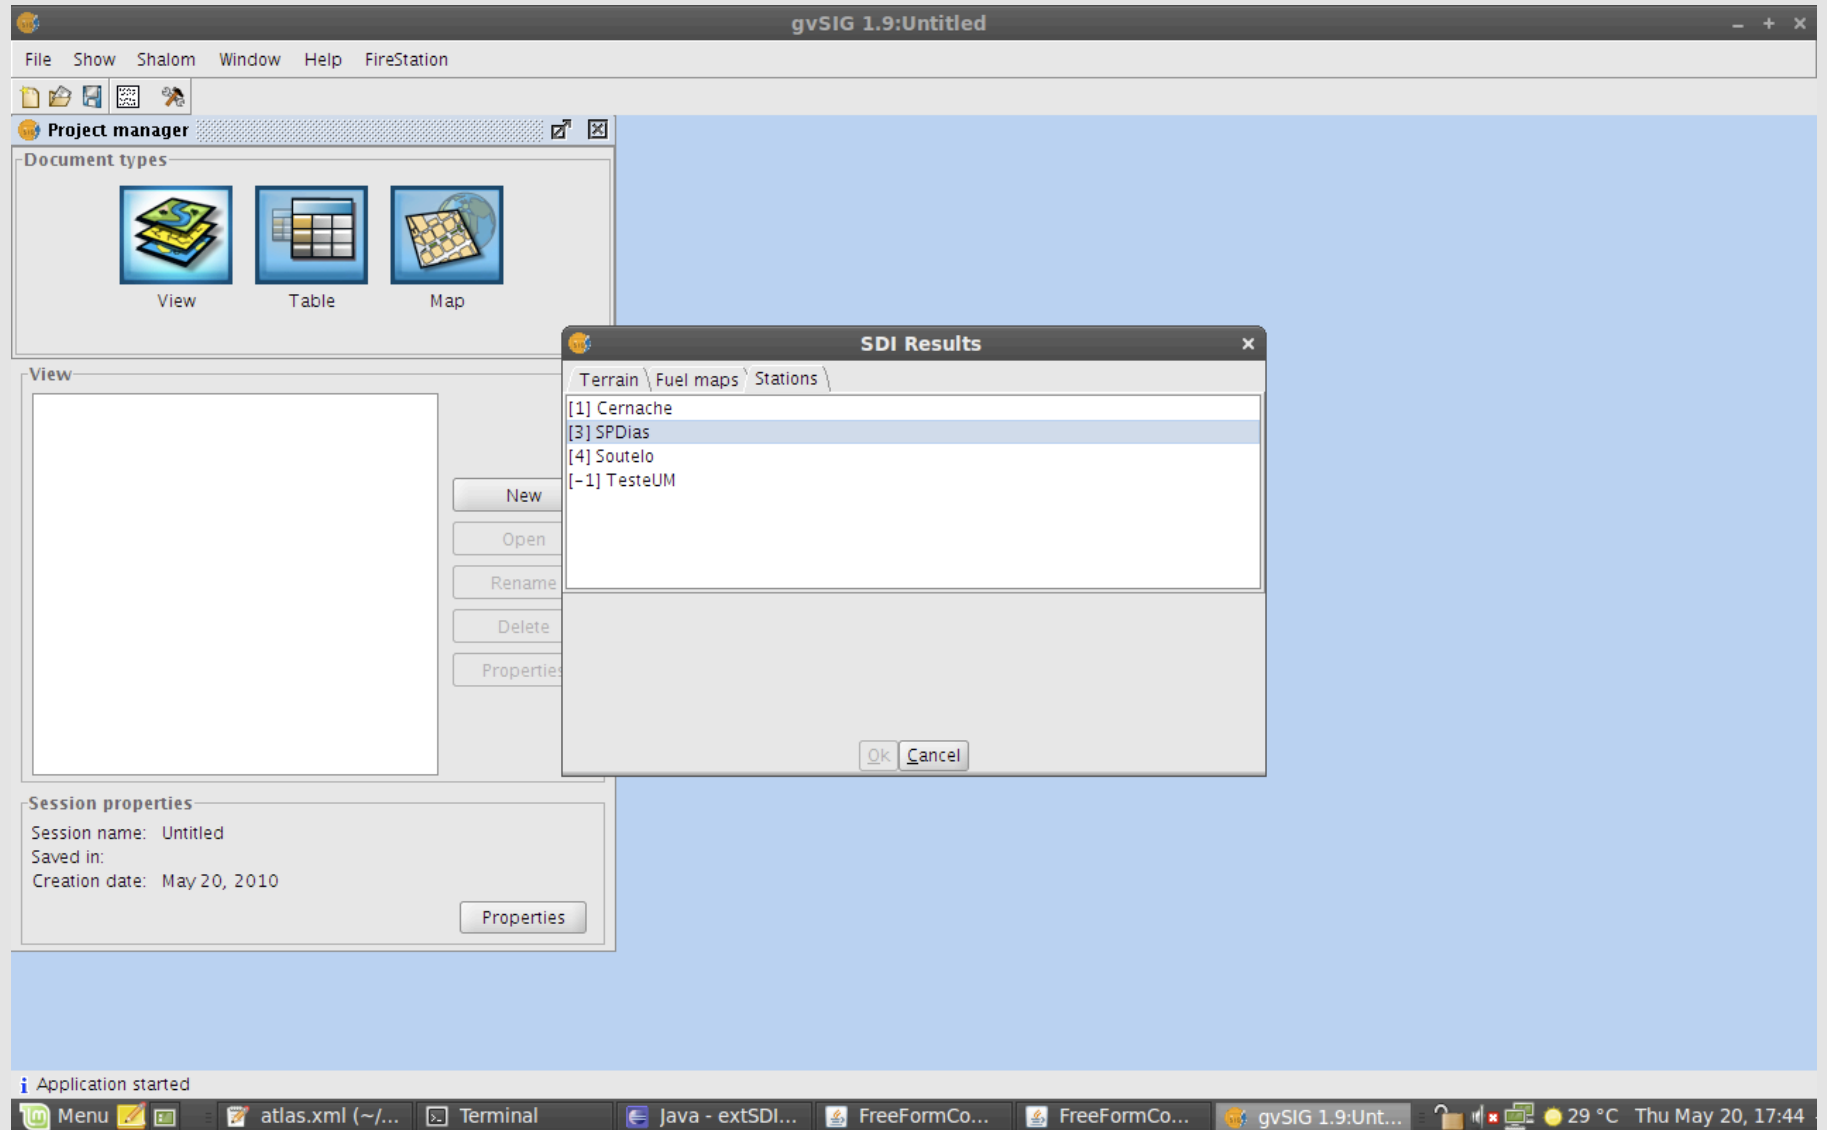 gvSIG 1.9:Untitled
File Show Shalom Window Help FireStation
Project manager
Document types
View Table Map
View
New
Open
Rename
Delete
Properties
SDI Results
Terrain Fuel maps Stations
[1] Cernache
[3] SPDias
[4] Soutelo
[-1] TesteUM
Ok Cancel
Session properties
Session name: Untitled
Saved in:
Creation date: May 20, 2010
Properties
Application started
Menu atlas.xml (~/... Terminal Java - extSDI... FreeFormCo... FreeFormCo... gvSIG 1.9:Unt... 29 °C Thu May 20, 17:44